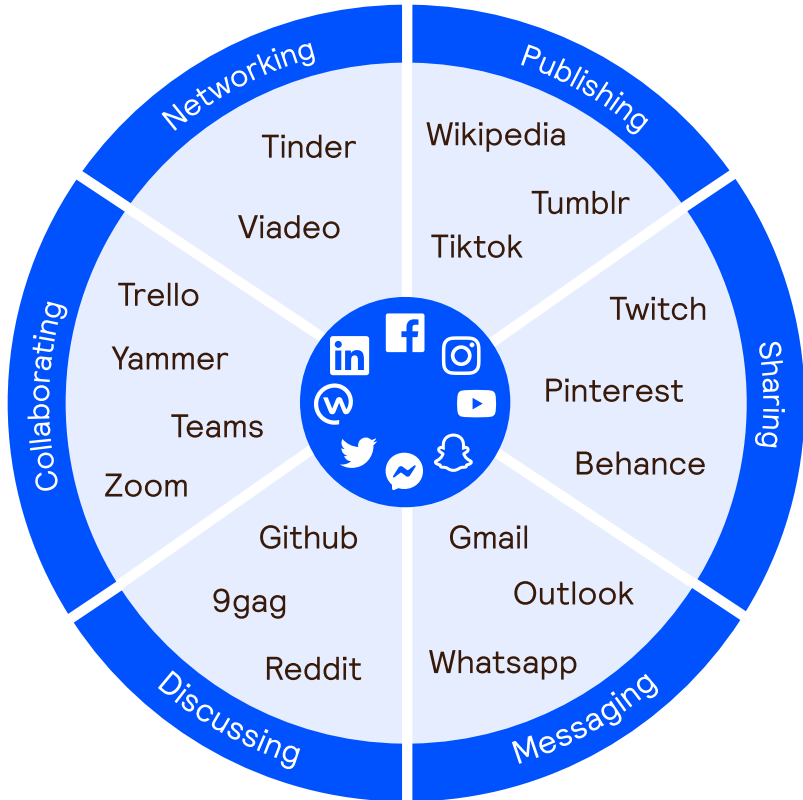 Networking
Tinder
Viadeo
Publishing
Wikipedia
Tumblr
Tiktok
Sharing
Twitch
Pinterest
Behance
Messaging
Gmail
Outlook
Whatsapp
Discussing
Github
9gag
Reddit
Collaborating
Trello
Yammer
Teams
Zoom
in